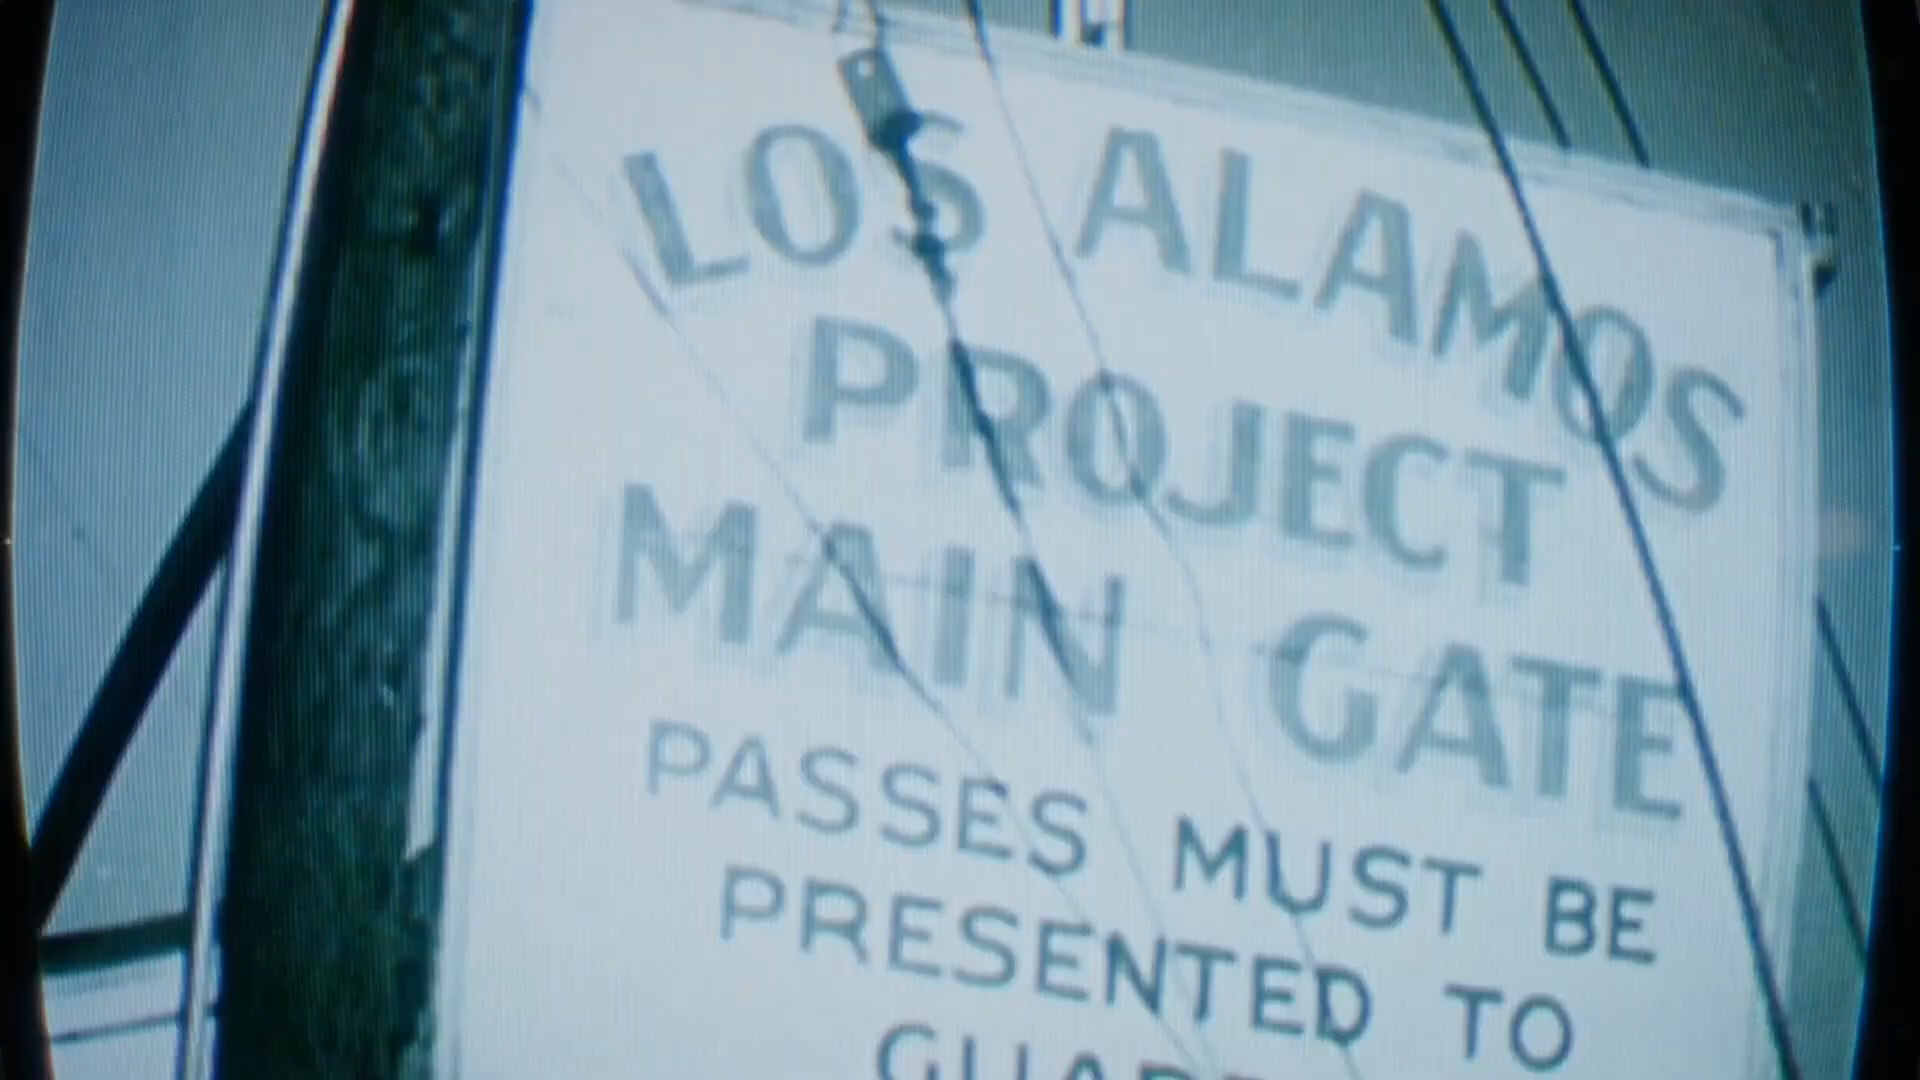 LOS ALAMOS
PROJECT
MAIN GATE
PASSES MUST BE
PRESENTED TO